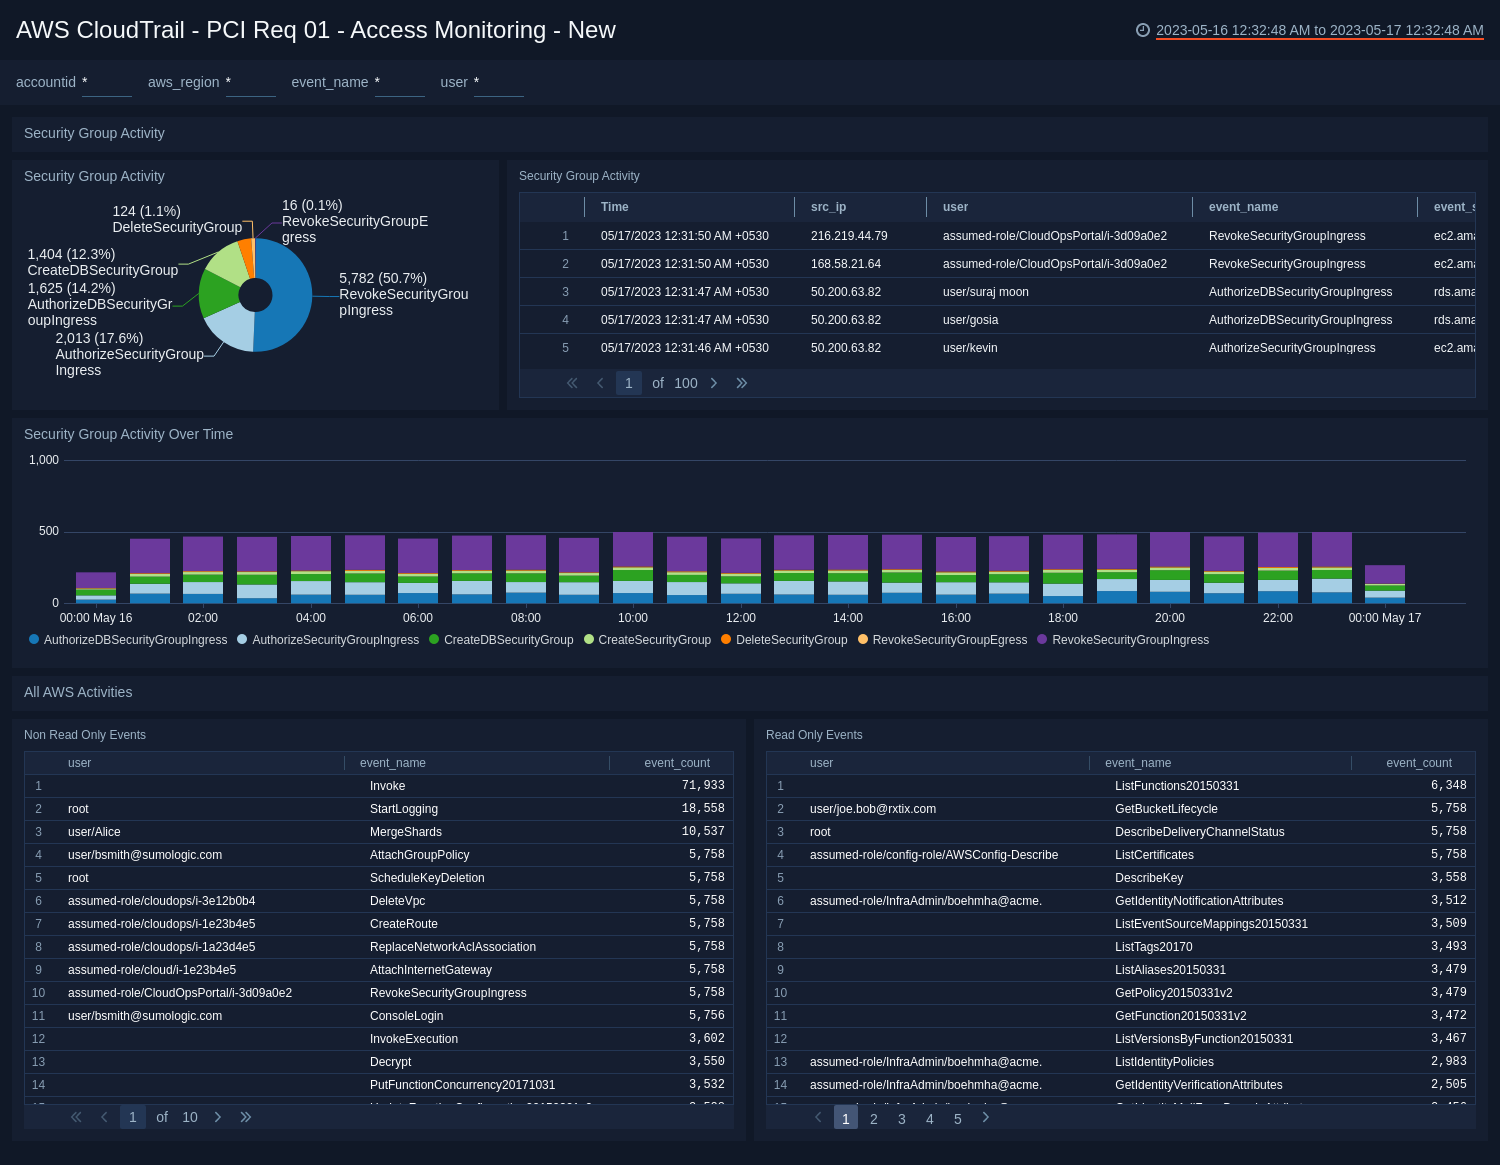 AWS CloudTrail - PCI Req 01 - Access Monitoring - New
2023-05-16 12:32:48 AM to 2023-05-17 12:32:48 AM
accountid * aws_region * event_name * user *
Security Group Activity
Security Group Activity
16 (0.1%)
RevokeSecurityGroupE
gress
124 (1.1%)
DeleteSecurityGroup
1,404 (12.3%)
CreateDBSecurityGroup
1,625 (14.2%)
AuthorizeDBSecurityGr
oupIngress
2,013 (17.6%)
AuthorizeSecurityGroup
Ingress
5,782 (50.7%)
RevokeSecurityGrou
pIngress
Security Group Activity
Time src_ip user event_name event_s
1 05/17/2023 12:31:50 AM +0530 216.219.44.79 assumed-role/CloudOpsPortal/i-3d09a0e2 RevokeSecurityGroupIngress ec2.ama
2 05/17/2023 12:31:50 AM +0530 168.58.21.64 assumed-role/CloudOpsPortal/i-3d09a0e2 RevokeSecurityGroupIngress ec2.ama
3 05/17/2023 12:31:47 AM +0530 50.200.63.82 user/suraj moon AuthorizeDBSecurityGroupIngress rds.ama
4 05/17/2023 12:31:47 AM +0530 50.200.63.82 user/gosia AuthorizeDBSecurityGroupIngress rds.ama
5 05/17/2023 12:31:46 AM +0530 50.200.63.82 user/kevin AuthorizeSecurityGroupIngress ec2.ama
1 of 100
Security Group Activity Over Time
1,000
500
0
00:00 May 16 02:00 04:00 06:00 08:00 10:00 12:00 14:00 16:00 18:00 20:00 22:00 00:00 May 17
AuthorizeDBSecurityGroupIngress AuthorizeSecurityGroupIngress CreateDBSecurityGroup CreateSecurityGroup DeleteSecurityGroup RevokeSecurityGroupEgress RevokeSecurityGroupIngress
All AWS Activities
Non Read Only Events
user event_name event_count
1 Invoke 71,933
2 root StartLogging 18,558
3 user/Alice MergeShards 10,537
4 user/bsmith@sumologic.com AttachGroupPolicy 5,758
5 root ScheduleKeyDeletion 5,758
6 assumed-role/cloudops/i-3e12b0b4 DeleteVpc 5,758
7 assumed-role/cloudops/i-1e23b4e5 CreateRoute 5,758
8 assumed-role/cloudops/i-1a23d4e5 ReplaceNetworkAclAssociation 5,758
9 assumed-role/cloud/i-1e23b4e5 AttachInternetGateway 5,758
10 assumed-role/CloudOpsPortal/i-3d09a0e2 RevokeSecurityGroupIngress 5,758
11 user/bsmith@sumologic.com ConsoleLogin 5,756
12 InvokeExecution 3,602
13 Decrypt 3,550
14 PutFunctionConcurrency20171031 3,532
1 of 10
Read Only Events
user event_name event_count
1 ListFunctions20150331 6,348
2 user/joe.bob@rxtix.com GetBucketLifecycle 5,758
3 root DescribeDeliveryChannelStatus 5,758
4 assumed-role/config-role/AWSConfig-Describe ListCertificates 5,758
5 DescribeKey 3,558
6 assumed-role/InfraAdmin/boehmha@acme. GetIdentityNotificationAttributes 3,512
7 ListEventSourceMappings20150331 3,509
8 ListTags20170 3,493
9 ListAliases20150331 3,479
10 GetPolicy20150331v2 3,479
11 GetFunction20150331v2 3,472
12 ListVersionsByFunction20150331 3,467
13 assumed-role/InfraAdmin/boehmha@acme. ListIdentityPolicies 2,983
14 assumed-role/InfraAdmin/boehmha@acme. GetIdentityVerificationAttributes 2,505
1 2 3 4 5